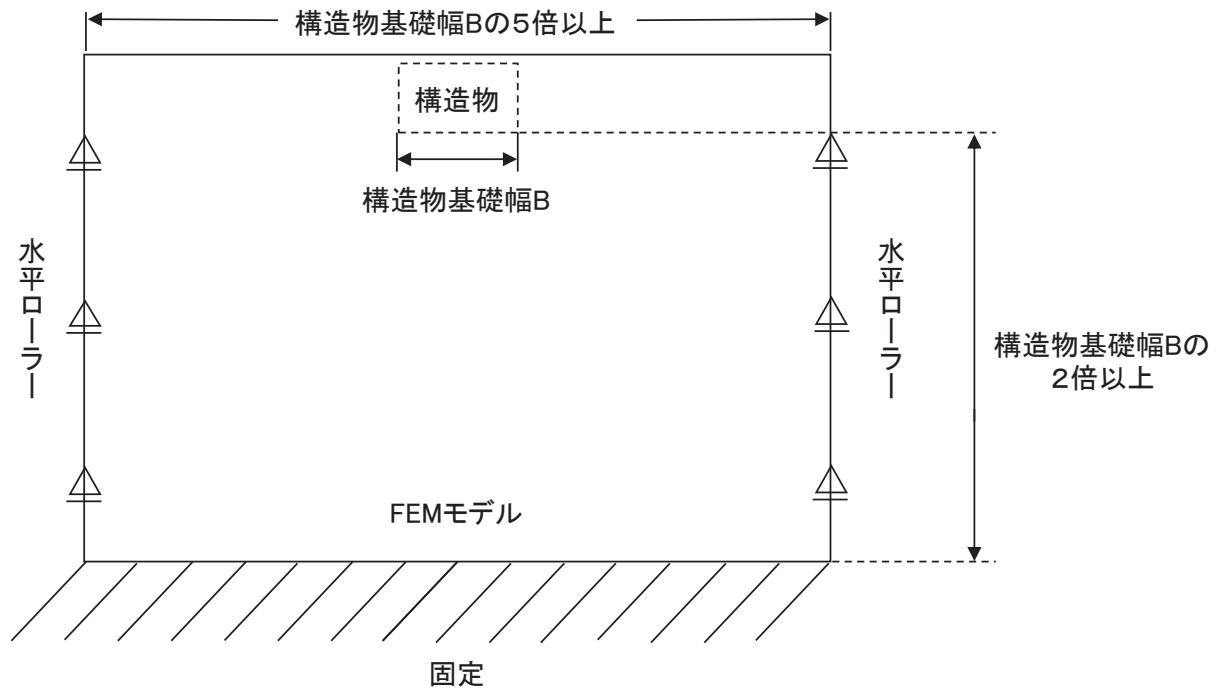 構造物基礎幅Bの5倍以上
構造物
構造物基礎幅B
水平ローラー
水平ローラー
構造物基礎幅Bの
2倍以上
FEMモデル
固定